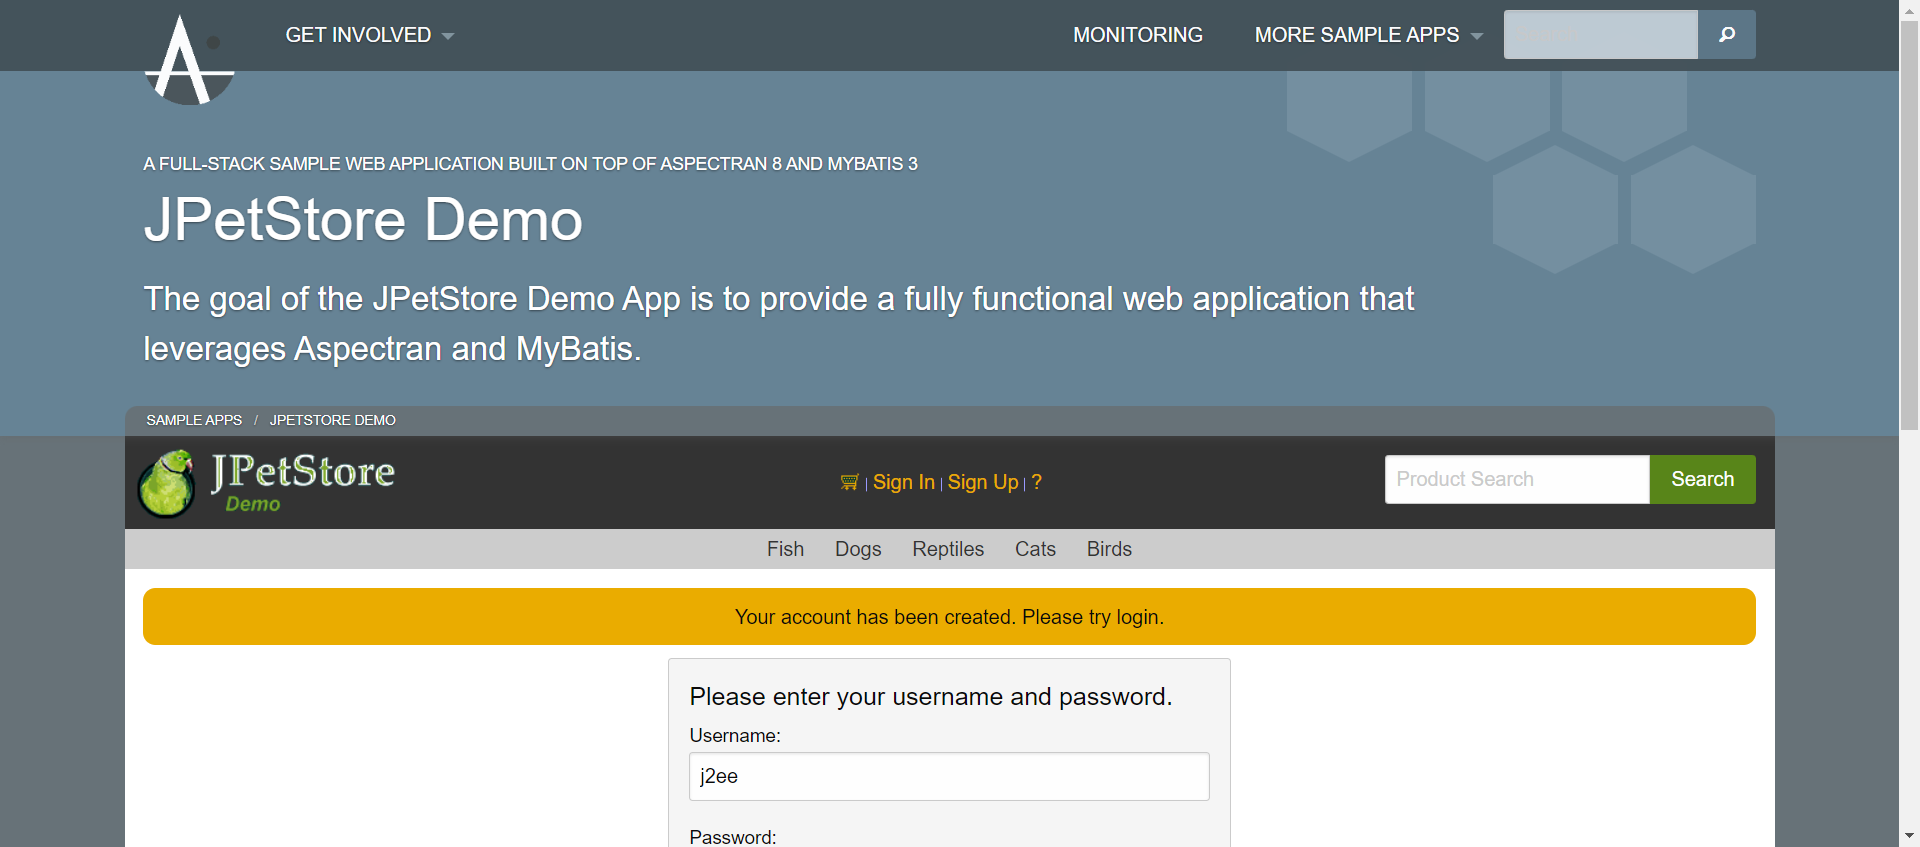 GET INVOLVED
MONITORING
MORE SAMPLE APPS
A FULL-STACK SAMPLE WEB APPLICATION BUILT ON TOP OF ASPECTRAN 8 AND MYBATIS 3
JPetStore Demo
The goal of the JPetStore Demo App is to provide a fully functional web application that
leverages Aspectran and MyBatis.
SAMPLE APPS / JPETSTORE DEMO
JPetStore
Demo
| Sign In | Sign Up | ?
Product Search
Search
Fish Dogs Reptiles Cats Birds
Your account has been created. Please try login.
Please enter your username and password.
Username:
j2ee
Password: